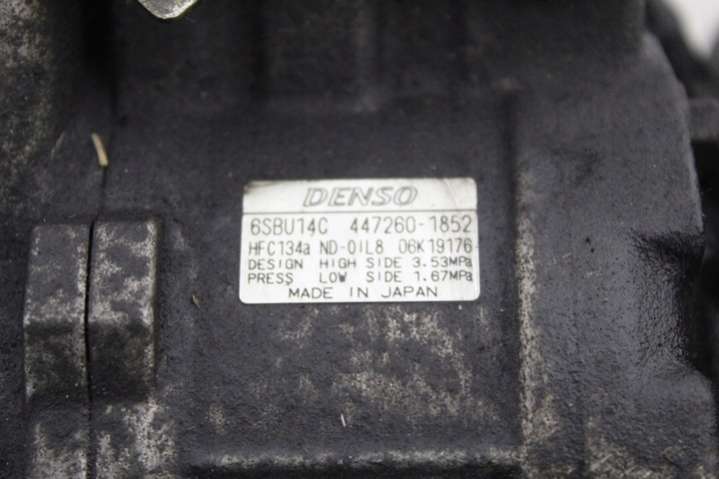 DENSO
6SBU14C 447260-1852
HFC134a ND-OIL8 06K19176
DESIGN HIGH SIDE 3.53MPa
PRESS LOW SIDE 1.67MPa
MADE IN JAPAN